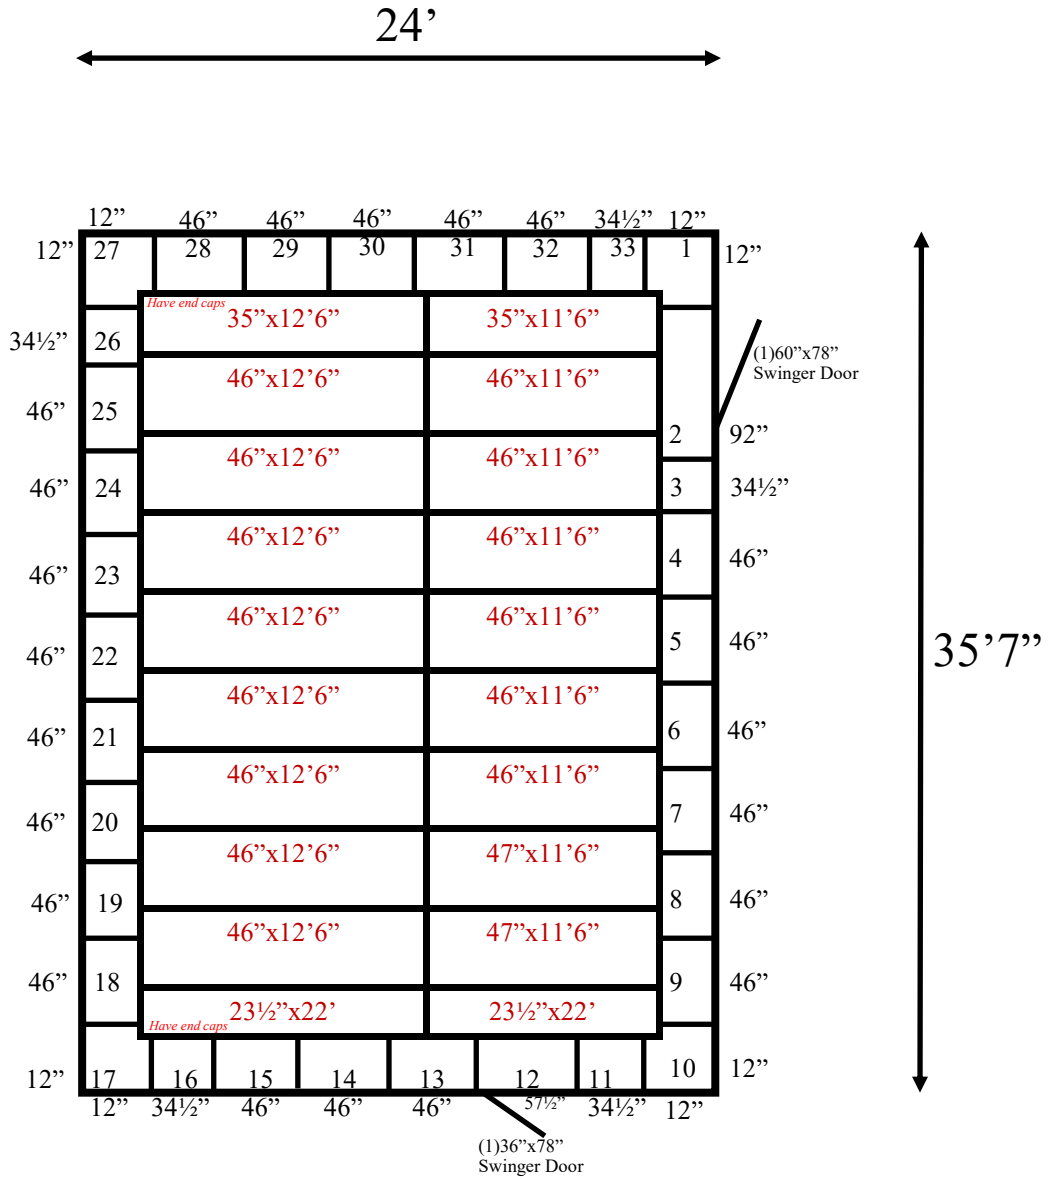 24’
12” 46” 46” 46” 46” 46” 34½” 12”
12” 27 28 29 30 31 32 33 1 12”
Have end caps
35”x12’6” 35”x11’6”
34½” 26
(1)60”x78”
Swinger Door
46”x12’6” 46”x11’6”
46” 25
2 92”
46”x12’6” 46”x11’6”
46” 24 3 34½”
46”x12’6” 46”x11’6”
4 46”
46” 23
46”x12’6” 46”x11’6”
5 46”
35’7”
46” 22
46”x12’6” 46”x11’6”
6 46”
46” 21
46”x12’6” 46”x11’6”
7 46”
46” 20
46”x12’6” 47”x11’6”
46” 19 8 46”
46”x12’6” 47”x11’6”
46” 18 9 46”
23½”x22’ 23½”x22’
Have end caps
12” 17 16 15 14 13 12 11 10 12”
12” 34½” 46” 46” 46” 57½” 34½” 12”
(1)36”x78”
Swinger Door